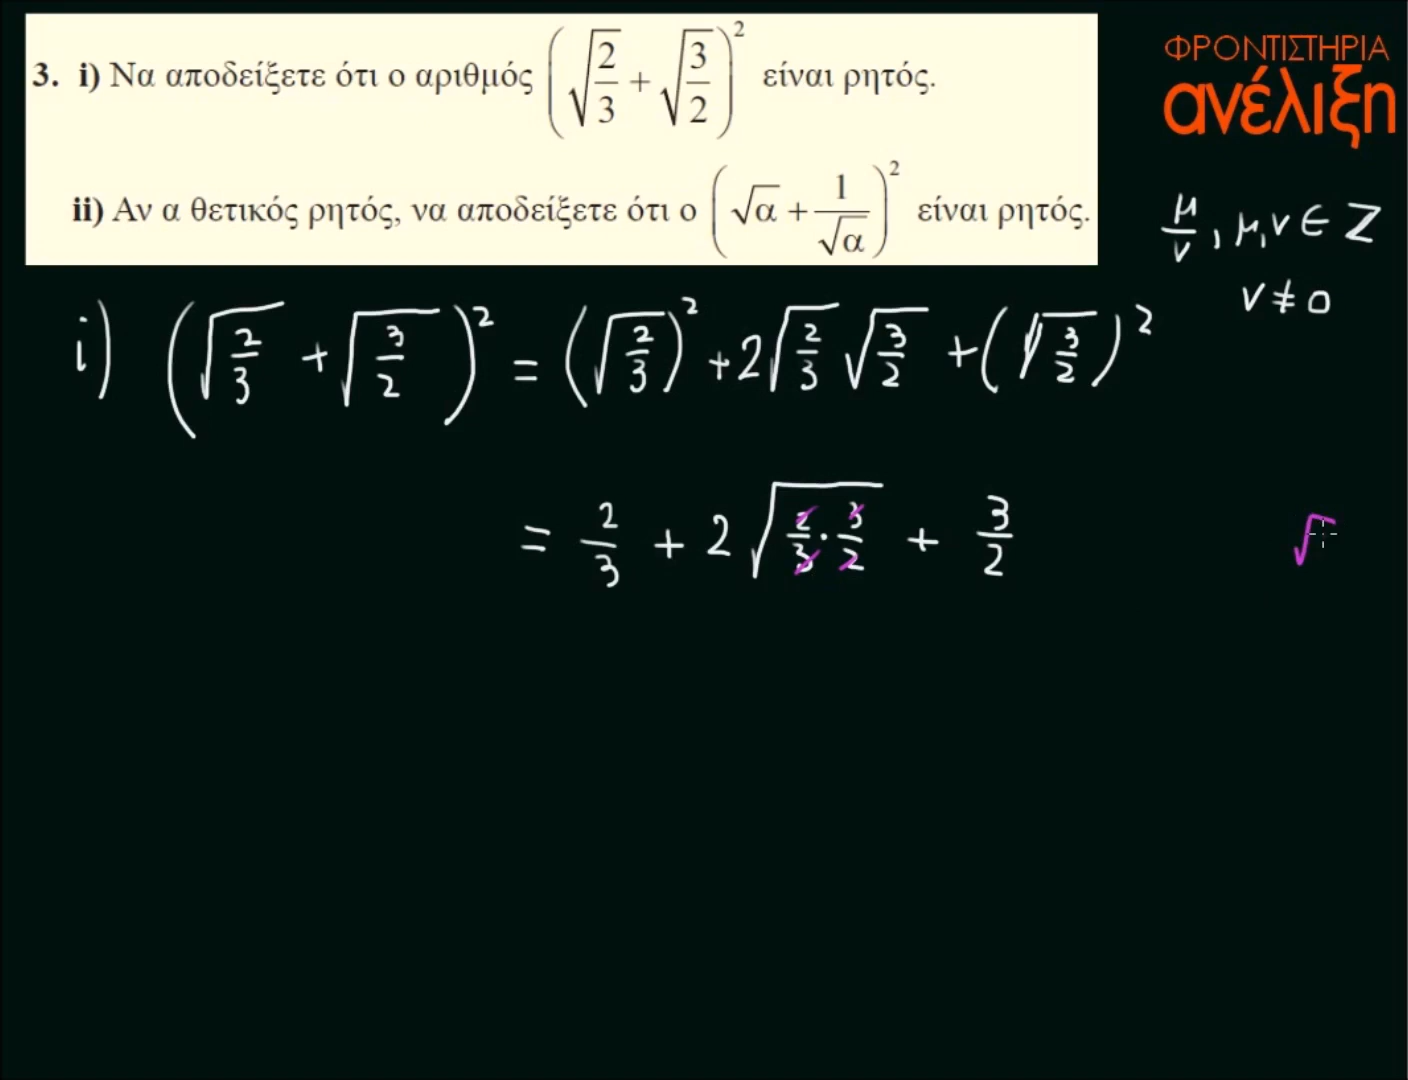 3. i) Να αποδείξετε ότι ο αριθμός (√(2/3) + √(3/2))² είναι ρητός.
ii) Αν α θετικός ρητός, να αποδείξετε ότι ο (√α + 1/√α)² είναι ρητός.
ΦΡΟΝΤΙΣΤΗΡΙΑ
ανέλιξη
μ/ν, μ,ν ∈ Z
ν ≠ 0
i) (√(2/3) + √(3/2))² = (√(2/3))² + 2√(2/3) √(3/2) + (√(3/2))²
= 2/3 + 2√(2/3 · 3/2) + 3/2
√